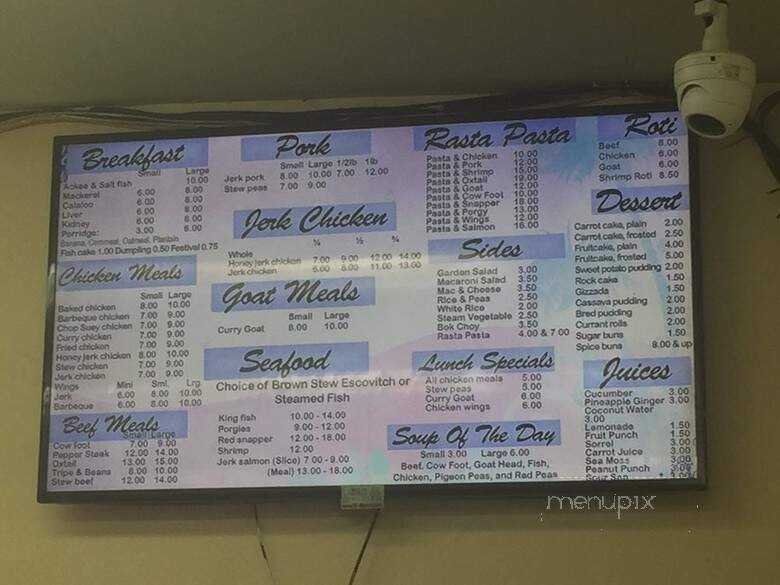 Breakfast
Small Large
Ackee & Salt fish 10.00
Mackerel 6.00 8.00
Calaloo 6.00 8.00
Liver 6.00 8.00
Kidney 6.00 8.00
Porridge: 3.00 6.00
Banana, Cornmeal, Oatmeal, Plantain
Fish cake 1.00 Dumpling 0.50 Festival 0.75
Chicken Meals
Small Large
Baked chicken 8.00 10.00
Barbeque chicken 7.00 9.00
Chop Suey chicken 7.00 9.00
Curry chicken 7.00 9.00
Fried chicken 7.00 9.00
Honey jerk chicken 8.00 10.00
Stew chicken 7.00 9.00
Jerk chicken 7.00 9.00
Wings Mini Sml. Lrg.
Jerk 6.00 8.00 10.00
Barbeque 6.00 8.00 10.00
Beef Meals
Small Large
Cow foot 7.00 9.00
Pepper Steak 12.00 14.00
Oxtail 13.00 15.00
Tripe & Beans 8.00 10.00
Stew beef 12.00 14.00
Pork
Small Large 1/2lb 1lb
Jerk pork 8.00 10.00 7.00 12.00
Stew peas 7.00 9.00
Jerk Chicken
¼ ½ ¾
Whole
Honey jerk chicken 7.00 9.00 12.00 14.00
Jerk chicken 6.00 8.00 11.00 13.00
Goat Meals
Small Large
Curry Goat 8.00 10.00
Seafood
Choice of Brown Stew Escovitch or
Steamed Fish
King fish 10.00 - 14.00
Porgies 9.00 - 12.00
Red snapper 12.00 - 18.00
Shrimp 12.00
Jerk salmon (Slice) 7.00 - 9.00
(Meal) 13.00 - 18.00
Rasta Pasta
Pasta & Chicken 10.00
Pasta & Pork 12.00
Pasta & Shrimp 15.00
Pasta & Oxtail 15.00
Pasta & Goat 12.00
Pasta & Cow Foot 10.00
Pasta & Snapper 18.00
Pasta & Porgy 13.00
Pasta & Wings 12.00
Pasta & Salmon 16.00
Sides
Garden Salad 3.00
Macaroni Salad 3.50
Mac & Cheese 3.50
Rice & Peas 2.50
White Rice 2.00
Steam Vegetable 2.50
Bok Choy 3.50
Rasta Pasta 4.00 & 7.00
Lunch Specials
All chicken meals 5.00
Stew peas 5.00
Curry Goat 6.00
Chicken wings 6.00
Soup Of The Day
Small 3.00 Large 6.00
Beef, Cow Foot, Goat Head, Fish,
Chicken, Pigeon Peas, and Red Peas
Roti
Beef 8.00
Chicken 6.00
Goat 6.00
Shrimp Roti 8.50
Dessert
Carrot cake, plain 2.00
Carrot cake, frosted 2.50
Fruitcake, plain 4.00
Fruitcake, frosted 5.00
Sweet potato pudding 2.00
Rock cake 1.50
Gizzada 1.50
Cassava pudding 2.00
Bred pudding 2.00
Currant rolls 2.00
Sugar buns 1.50
Spice buns 8.00 & up
Juices
Cucumber 3.00
Pineapple Ginger 3.00
Coconut Water
3.00
Lemonade 1.50
Fruit Punch 1.50
Sorrel 3.00
Carrot Juice 3.00
Sea Moss 3.00
Peanut Punch 3.00
Sour Sop 3.00
menupix